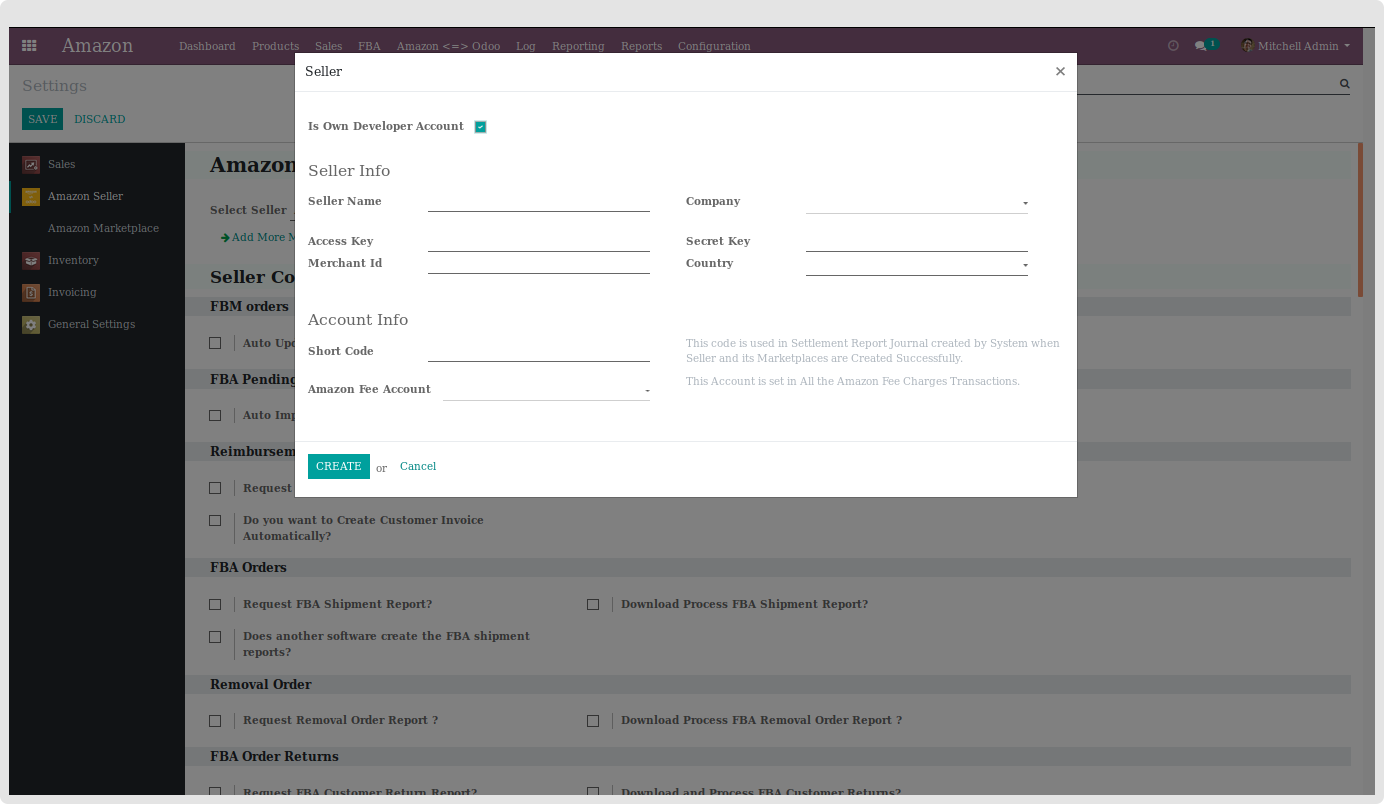 Amazon Dashboard Products Sales FBA Amazon <=> Odoo Log Reporting Reports Configuration 1 Mitchell Admin
Settings
SAVE DISCARD
Sales
Amazon Seller
Amazon Marketplace
Inventory
Invoicing
General Settings
Amazon
Select Seller
Add More M
Seller Co
FBM orders
Auto Upd
FBA Pending
Auto Imp
Reimbursem
Request
Do you want to Create Customer Invoice
Automatically?
FBA Orders
Request FBA Shipment Report? Download Process FBA Shipment Report?
Does another software create the FBA shipment
reports?
Removal Order
Request Removal Order Report ? Download Process FBA Removal Order Report ?
FBA Order Returns
Request FBA Customer Return Report? Download and Process FBA Customer Returns?
Seller ×
Is Own Developer Account
Seller Info
Seller Name Company
Access Key Secret Key
Merchant Id Country
Account Info
Short Code
This code is used in Settlement Report Journal created by System when
Seller and its Marketplaces are Created Successfully.
Amazon Fee Account
This Account is set in All the Amazon Fee Charges Transactions.
CREATE or Cancel